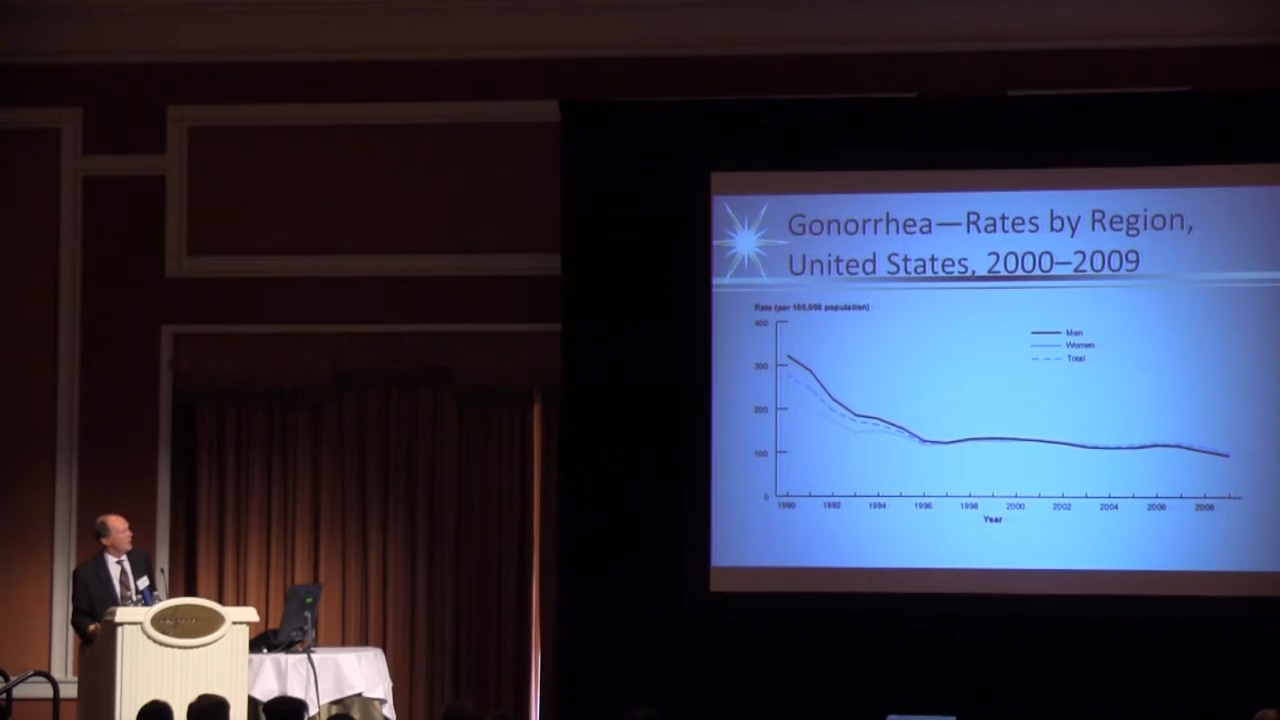 Gonorrhea—Rates by Region,
United States, 2000–2009
Rate (per 100,000 population)
400
300
200
100
0
Men
Women
Total
1990 1992 1994 1996 1998 2000 2002 2004 2006 2008
Year